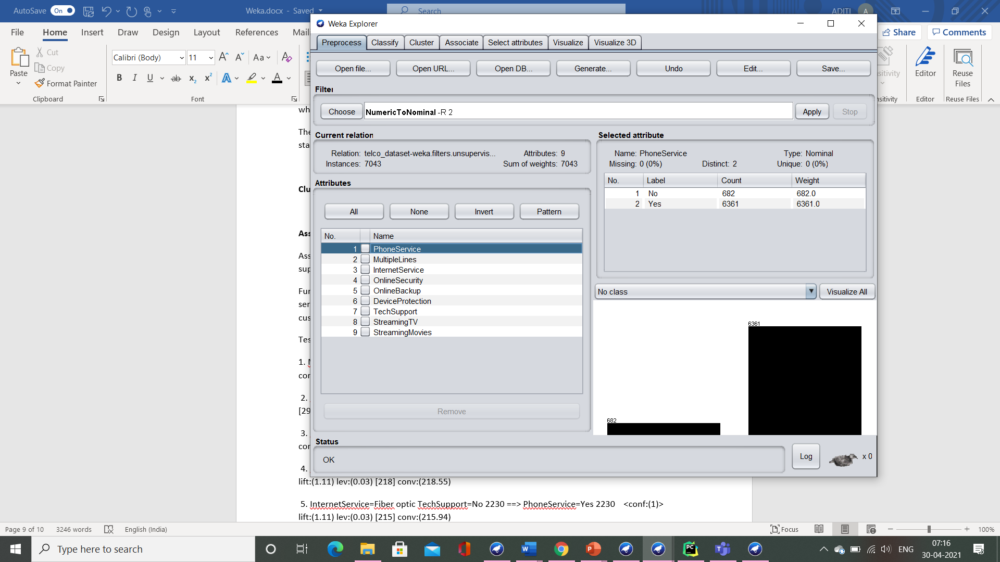 AutoSave On Weka.docx - Saved Search ADITI A
File Home Insert Draw Design Layout References Mail Share Comments
Paste Cut Copy Format Painter Clipboard
Calibri (Body) 11 Font
Editor Editor
Reuse Files Reuse Files
sitivity
nsitivity
Weka Explorer
Preprocess Classify Cluster Associate Select attributes Visualize Visualize 3D
Open file... Open URL... Open DB... Generate... Undo Edit... Save...
Filter
Choose NumericToNominal -R 2 Apply Stop
Current relation
Relation: telco_dataset-weka.filters.unsupervis... Attributes: 9
Instances: 7043 Sum of weights: 7043
Attributes
All None Invert Pattern
No. Name
1 PhoneService
2 MultipleLines
3 InternetService
4 OnlineSecurity
5 OnlineBackup
6 DeviceProtection
7 TechSupport
8 StreamingTV
9 StreamingMovies
Remove
Selected attribute
Name: PhoneService Type: Nominal
Missing: 0 (0%) Distinct: 2 Unique: 0 (0%)
No. Label Count Weight
1 No 682 682.0
2 Yes 6361 6361.0
No class Visualize All
6361
682
Status
OK
Log x 0
wh
The
sta
Clu
Ass
Ass
sup
Fur
ser
cus
Tes
1. M
con
2.
[29
3.
con
4.
lift:(1.11) lev:(0.03) [218] conv:(218.55)
5. InternetService=Fiber optic TechSupport=No 2230 ==> PhoneService=Yes 2230 <conf:(1)>
lift:(1.11) lev:(0.03) [215] conv:(215.94)
Page 9 of 10 3246 words English (India) Focus 100%
Type here to search
ENG 07:16
30-04-2021